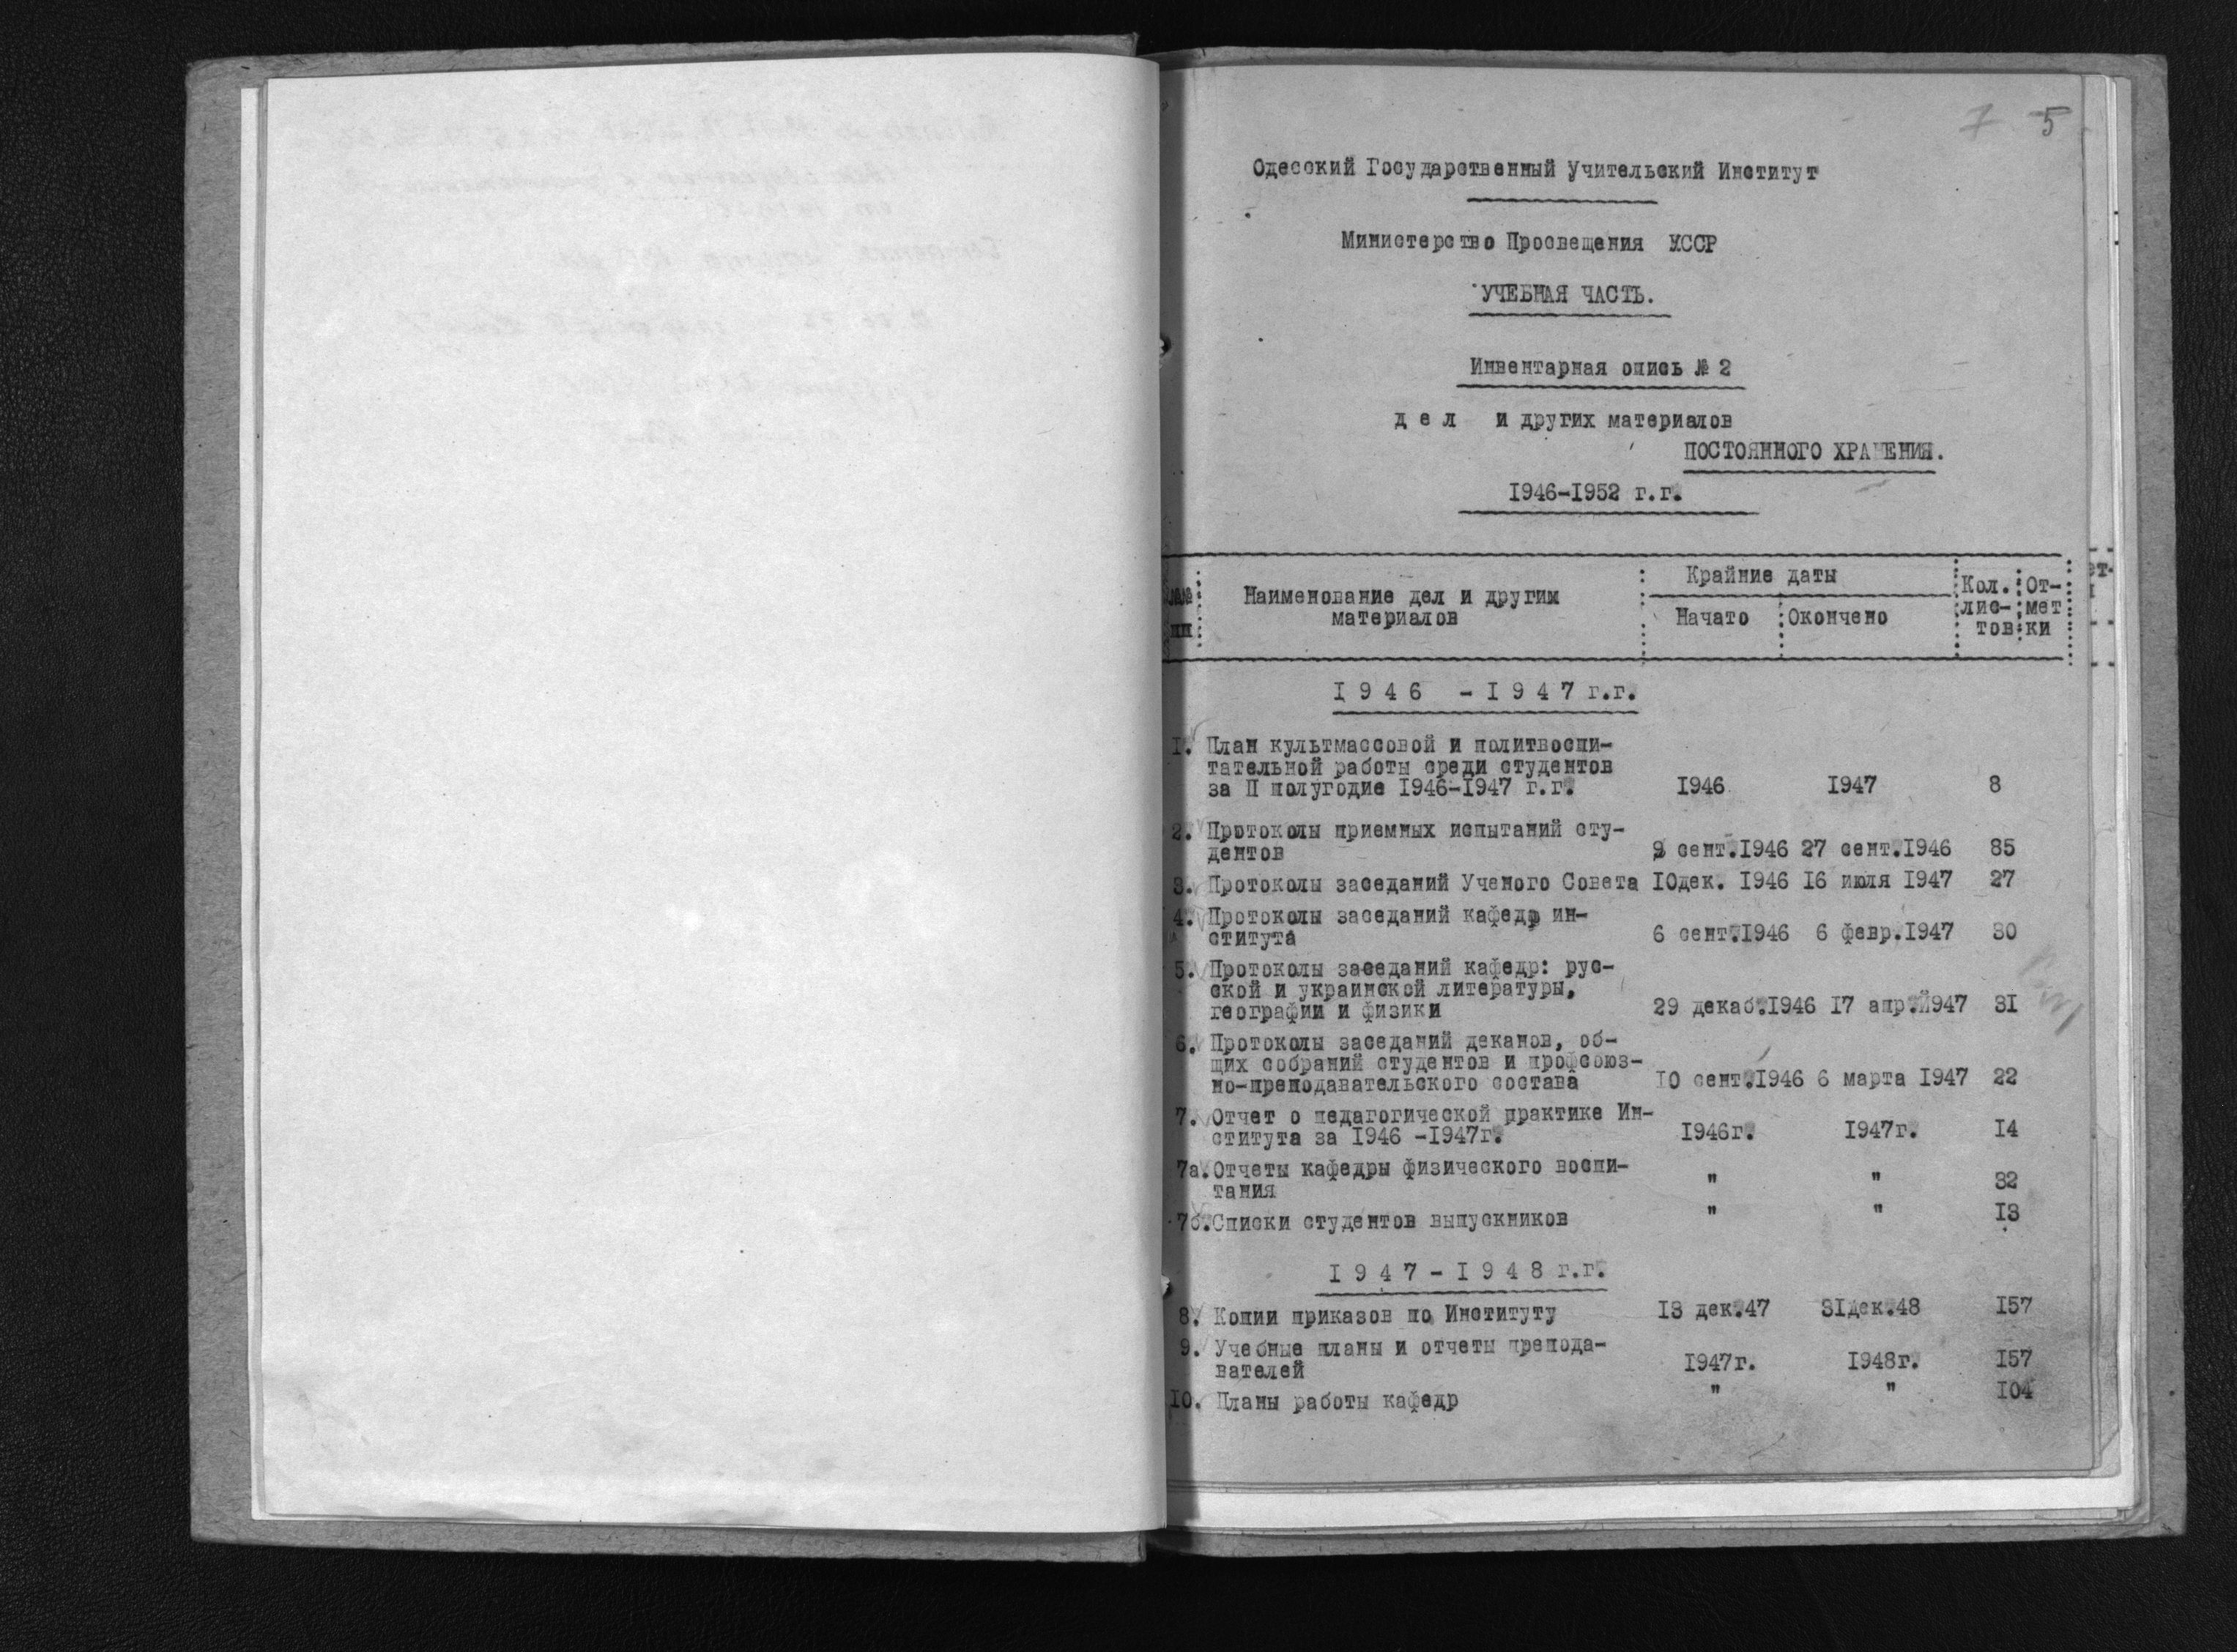 7 5
Одесский Государственный Учительский Институт
Министерство Просвещения УССР
УЧЕБНАЯ ЧАСТЬ.
Инвентарная опись № 2
д е л и других материалов
ПОСТОЯННОГО ХРАНЕНИЯ.
1946-1952 г.г.
№№ пп
Наименование дел и другим материалов
Крайние даты
Начато Окончено
Кол. лис- тов
От- мет ки
1 9 4 6 - 1 9 4 7 г.г.
1. План культмассовой и политвоспи-
тательной работы среди студентов
за II полугодие 1946-1947 г.г. 1946 1947 8
2. Протоколы приемных испытаний сту-
дентов 2 сент.1946 27 сент.1946 85
3. Протоколы заседаний Ученого Совета 10дек. 1946 16 июля 1947 27
4. Протоколы заседаний кафедр ин-
ститута 6 сент.1946 6 февр.1947 30
5. Протоколы заседаний кафедр: рус-
ской и украинской литературы,
географии и физики 29 декаб.1946 17 апр.1947 31
6. Протоколы заседаний деканов, об-
щих собраний студентов и профсоюз-
но-преподавательского состава 10 сент.1946 6 марта 1947 22
7. Отчет о педагогической практике Ин-
ститута за 1946 -1947г. 1946г. 1947г. 14
7а. Отчеты кафедры физического воспи-
тания " " 32
7б. Списки студентов выпускников " " 13
1 9 4 7 - 1 9 4 8 г.г.
8. Копии приказов по Институту 13 дек.47 31дек.48 157
9. Учебные планы и отчеты препода-
вателей 1947г. 1948г. 157
10. Планы работы кафедр " " 104